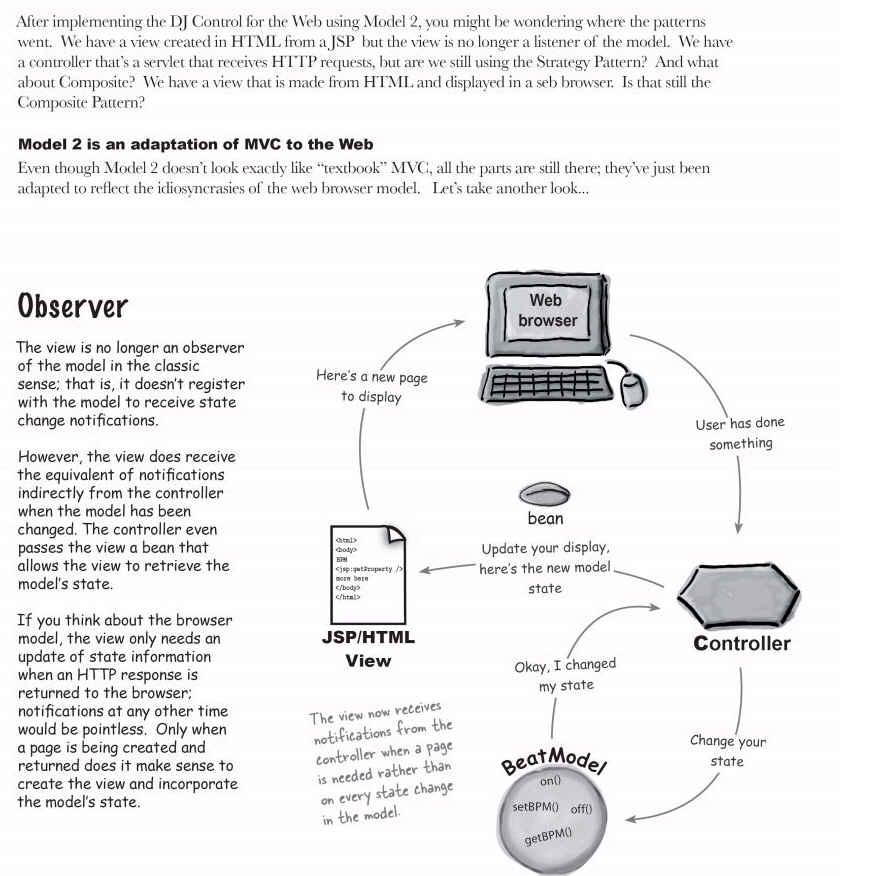 After implementing the DJ Control for the Web using Model 2, you might be wondering where the patterns
went. We have a view created in HTML from a JSP but the view is no longer a listener of the model. We have
a controller that's a servlet that receives HTTP requests, but are we still using the Strategy Pattern? And what
about Composite? We have a view that is made from HTML and displayed in a seb browser. Is that still the
Composite Pattern?
Model 2 is an adaptation of MVC to the Web
Even though Model 2 doesn't look exactly like “textbook” MVC, all the parts are still there; they've just been
adapted to reflect the idiosyncrasies of the web browser model. Let's take another look...
Observer
The view is no longer an observer
of the model in the classic
sense; that is, it doesn't register
with the model to receive state
change notifications.
However, the view does receive
the equivalent of notifications
indirectly from the controller
when the model has been
changed. The controller even
passes the view a bean that
allows the view to retrieve the
model's state.
If you think about the browser
model, the view only needs an
update of state information
when an HTTP response is
returned to the browser;
notifications at any other time
would be pointless. Only when
a page is being created and
returned does it make sense to
create the view and incorporate
the model's state.
Web
browser
Here's a new page
to display
User has done
something
bean
Update your display,
here's the new model
state
<html>
<body>
BPM
<jsp:getProperty />
more here
</body>
</html>
JSP/HTML
View
Controller
Okay, I changed
my state
Change your
state
The view now receives
notifications from the
controller when a page
is needed rather than
on every state change
in the model.
BeatModel
on()
setBPM() off()
getBPM()